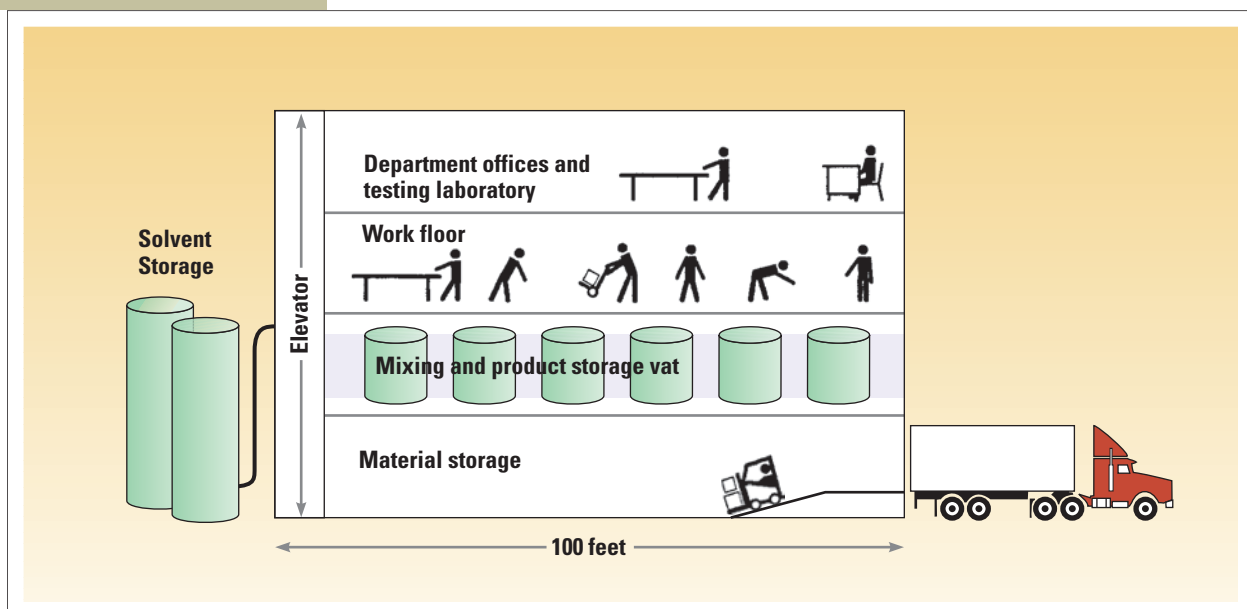 Department offices and
testing laboratory
Work floor
Solvent
Storage
Elevator
Mixing and product storage vat
Material storage
100 feet